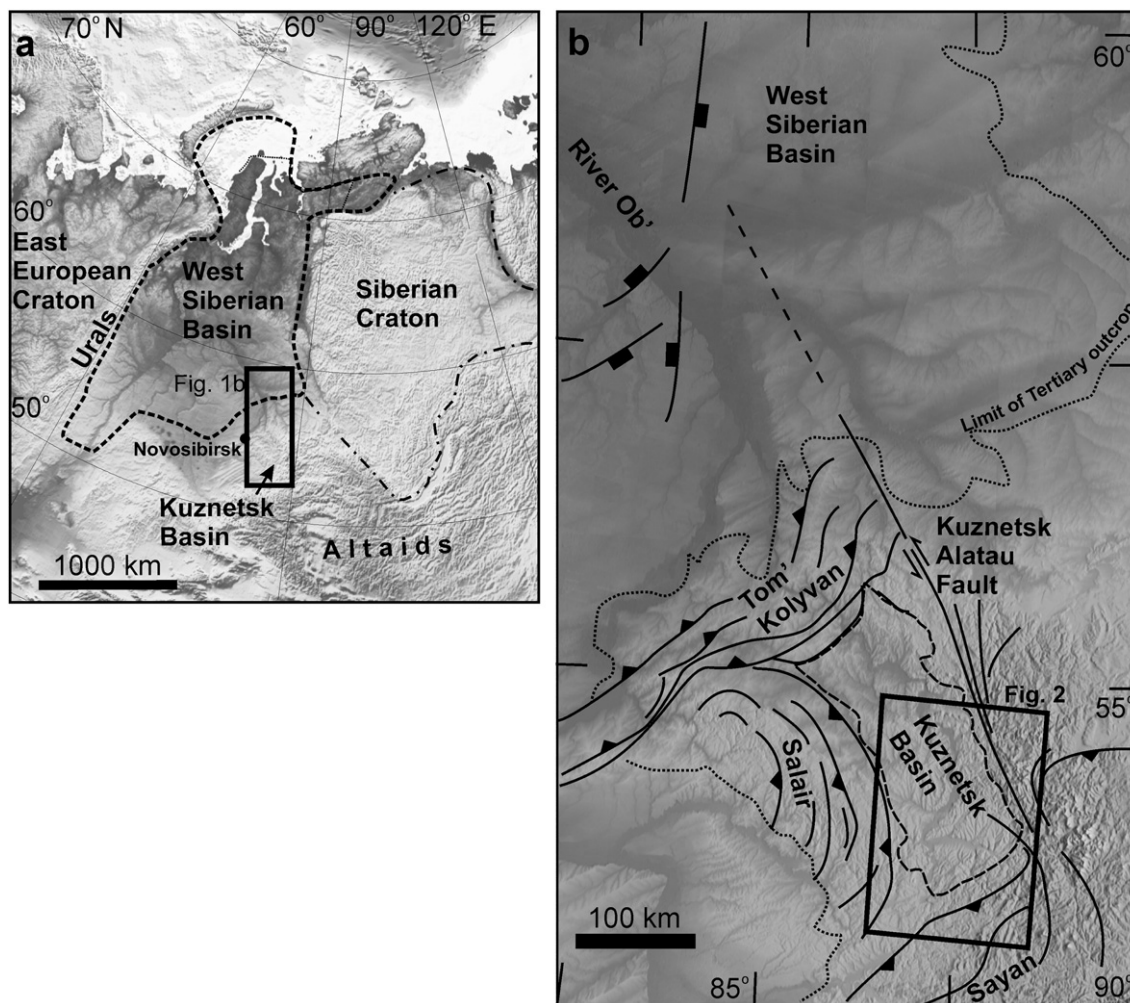 a
70° N
60°
90°
120° E
60°
East
European
Craton
Urals
West
Siberian
Basin
Siberian
Craton
Fig. 1b
50°
Novosibirsk
Kuznetsk
Basin
Altaids
1000 km
b
60°
West
Siberian
Basin
River Ob'
Limit of Tertiary outcrop
Kuznetsk
Alatau
Fault
Tom'
Kolyvan
Fig. 2
55°
Kuznetsk
Basin
Salair
100 km
Sayan
85°
90°